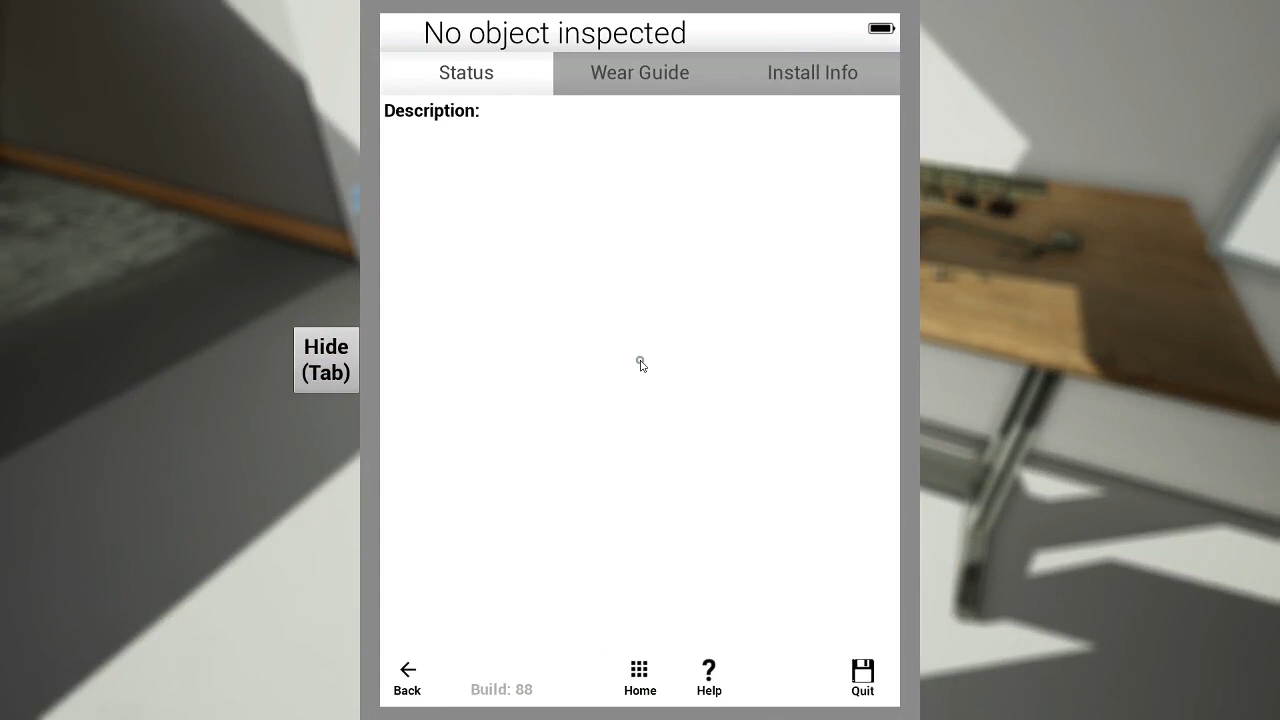 No object inspected
Status
Wear Guide
Install Info
Description:
Hide
(Tab)
Back
Build: 88
Home
?
Help
Quit